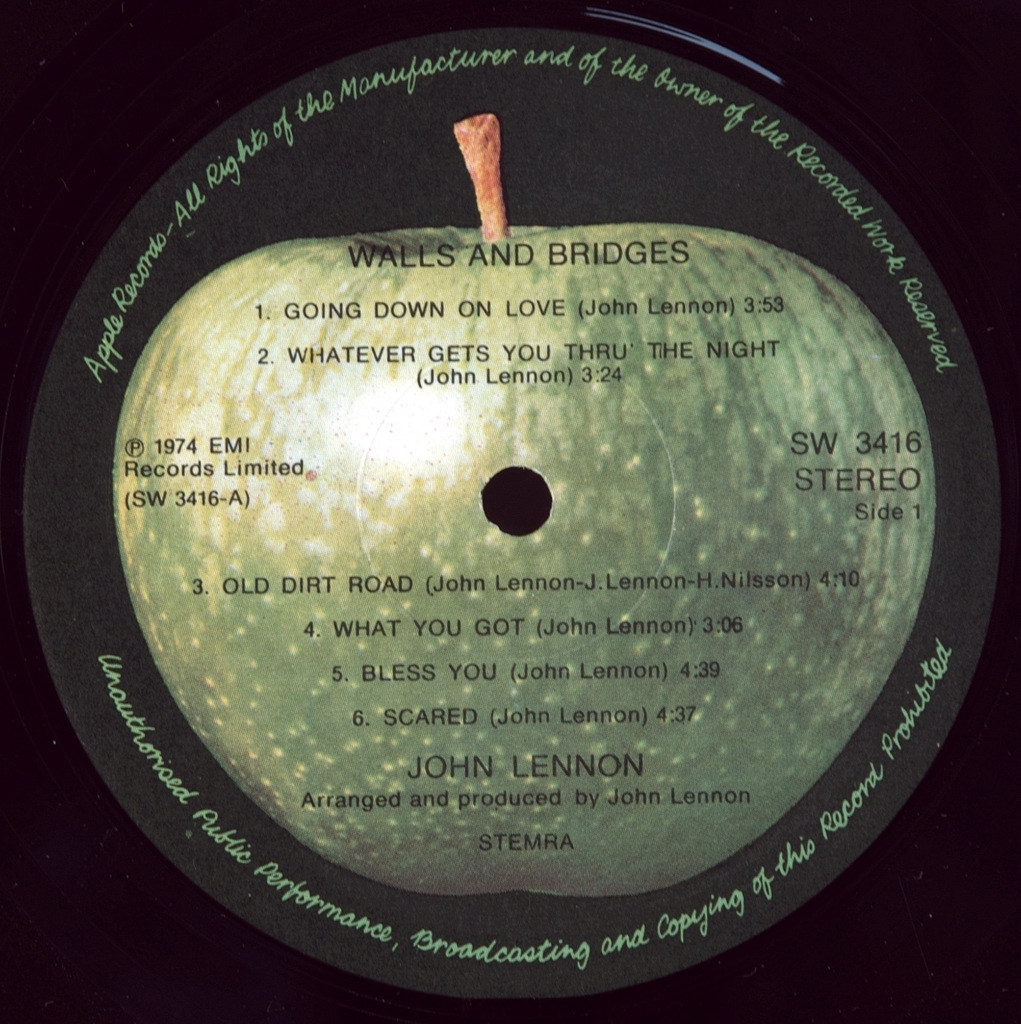 Apple Records-All Rights of the Manufacturer and of the Owner of the Recorded Work Reserved
WALLS AND BRIDGES
1. GOING DOWN ON LOVE (John Lennon) 3:53
2. WHATEVER GETS YOU THRU' THE NIGHT
(John Lennon) 3:24
℗ 1974 EMI
Records Limited
(SW 3416-A)
SW 3416
STEREO
Side 1
3. OLD DIRT ROAD (John Lennon-J.Lennon-H.Nilsson) 4:10
4. WHAT YOU GOT (John Lennon) 3:06
5. BLESS YOU (John Lennon) 4:39
6. SCARED (John Lennon) 4:37
JOHN LENNON
Arranged and produced by John Lennon
STEMRA
Unauthorised Public Performance, Broadcasting and Copying of this Record Prohibited